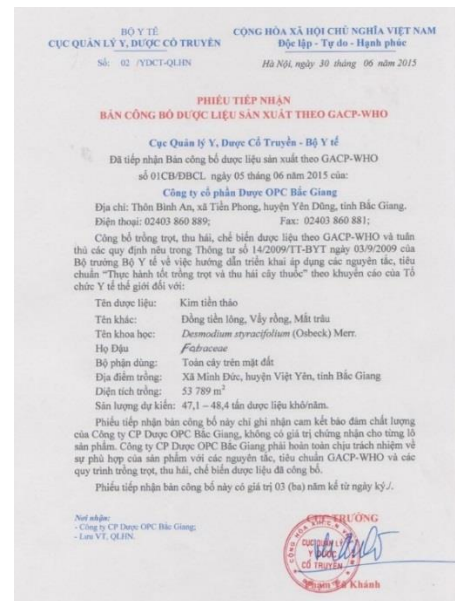 BỘ Y TẾ
CỤC QUẢN LÝ Y, DƯỢC CỔ TRUYỀN
Số: 02 /YDCT-QLHN
CỘNG HÒA XÃ HỘI CHỦ NGHĨA VIỆT NAM
Độc lập - Tự do - Hạnh phúc
Hà Nội, ngày 30 tháng 06 năm 2015
PHIẾU TIẾP NHẬN
BẢN CÔNG BỐ DƯỢC LIỆU SẢN XUẤT THEO GACP-WHO
Cục Quản lý Y, Dược Cổ Truyền - Bộ Y tế
Đã tiếp nhận Bản công bố dược liệu sản xuất theo GACP-WHO
số 01CB/ĐBCL ngày 05 tháng 06 năm 2015 của:
Công ty cổ phần Dược OPC Bắc Giang
Địa chỉ: Thôn Bình An, xã Tiền Phong, huyện Yên Dũng, tỉnh Bắc Giang.
Điện thoại: 02403 860 889; Fax: 02403 860 881;
Công bố trồng trọt, thu hái, chế biến dược liệu theo GACP-WHO và tuân
thủ các quy định nêu trong Thông tư số 14/2009/TT-BYT ngày 03/9/2009 của
Bộ trưởng Bộ Y tế về việc hướng dẫn triển khai áp dụng các nguyên tắc, tiêu
chuẩn “Thực hành tốt trồng trọt và thu hái cây thuốc” theo khuyến cáo của Tổ
chức Y tế thế giới đối với:
Tên dược liệu: Kim tiền thảo
Tên khác: Đồng tiền lông, Vẩy rồng, Mắt trâu
Tên khoa học: Desmodium styracifolium (Osbeck) Merr.
Họ Đậu Fabraceae
Bộ phận dùng: Toàn cây trên mặt đất
Địa điểm trồng: Xã Minh Đức, huyện Việt Yên, tỉnh Bắc Giang
Diện tích trồng: 53 789 m²
Sản lượng dự kiến: 47,1 – 48,4 tấn dược liệu khô/năm.
Phiếu tiếp nhận bản công bố này chỉ ghi nhận cam kết bảo đảm chất lượng
của Công ty CP Dược OPC Bắc Giang, không có giá trị chứng nhận cho từng lô
sản phẩm. Công ty CP Dược OPC Bắc Giang phải hoàn toàn chịu trách nhiệm về
sự phù hợp của sản phẩm với các nguyên tắc, tiêu chuẩn GACP-WHO và các
quy trình trồng trọt, thu hái, chế biến dược liệu đã công bố.
Phiếu tiếp nhận bản công bố này có giá trị 03 (ba) năm kể từ ngày ký./.
Nơi nhận:
- Công ty CP Dược OPC Bắc Giang;
- Lưu VT, QLHN.
CỤC TRƯỞNG
CỤC QUẢN LÝ
Y DƯỢC
CỔ TRUYỀN
Khánh